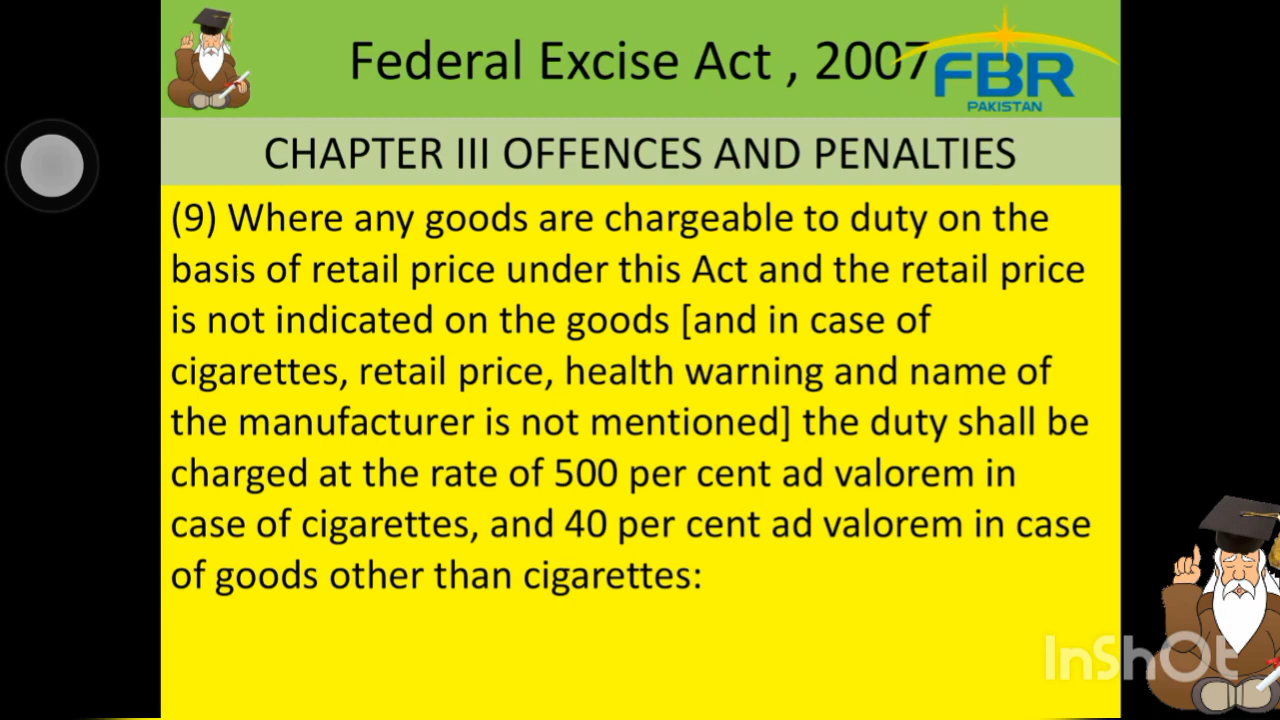 Federal Excise Act , 2007
FBR
PAKISTAN
CHAPTER III OFFENCES AND PENALTIES
(9) Where any goods are chargeable to duty on the
basis of retail price under this Act and the retail price
is not indicated on the goods [and in case of
cigarettes, retail price, health warning and name of
the manufacturer is not mentioned] the duty shall be
charged at the rate of 500 per cent ad valorem in
case of cigarettes, and 40 per cent ad valorem in case
of goods other than cigarettes:
InShOt